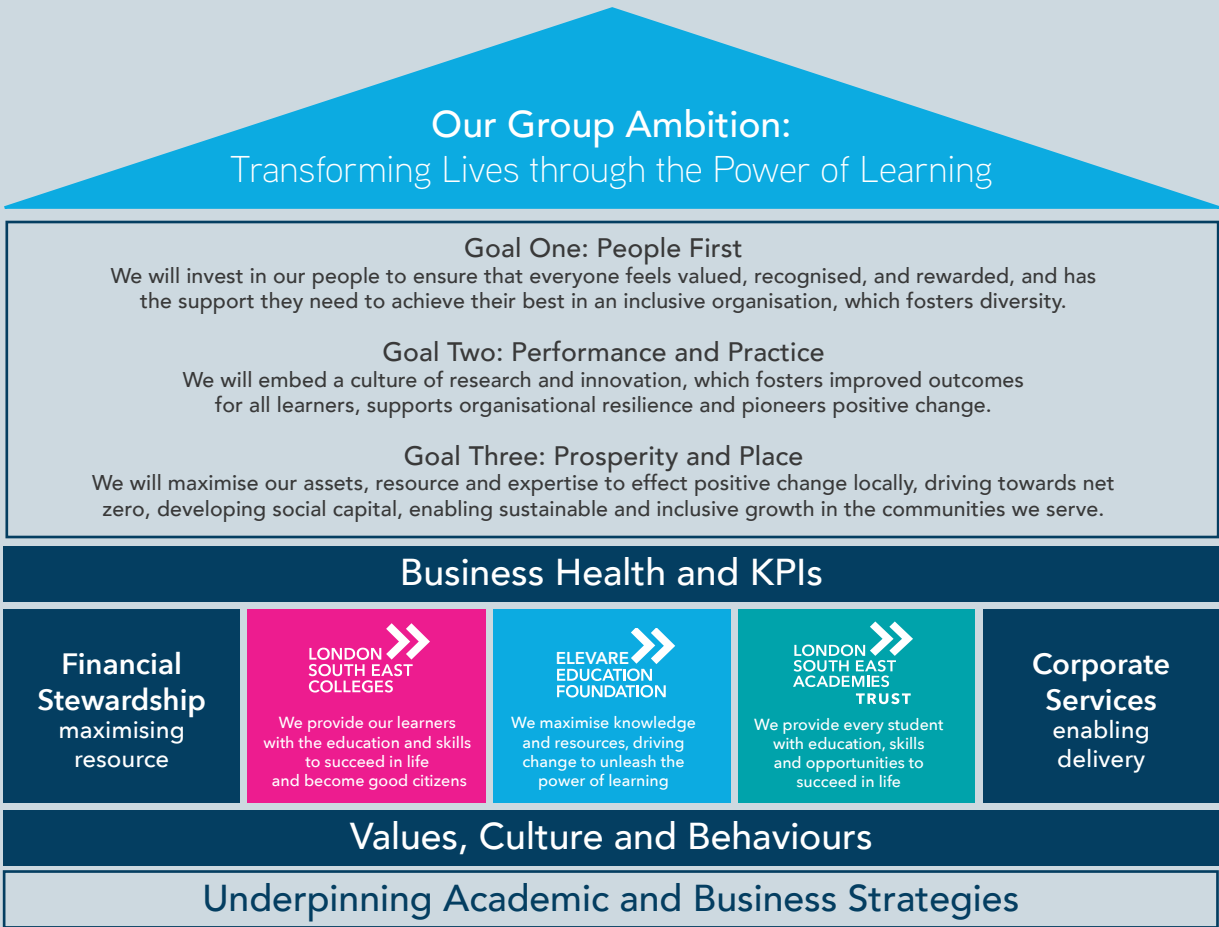 Our Group Ambition:
Transforming Lives through the Power of Learning
Goal One: People First
We will invest in our people to ensure that everyone feels valued, recognised, and rewarded, and has
the support they need to achieve their best in an inclusive organisation, which fosters diversity.
Goal Two: Performance and Practice
We will embed a culture of research and innovation, which fosters improved outcomes
for all learners, supports organisational resilience and pioneers positive change.
Goal Three: Prosperity and Place
We will maximise our assets, resource and expertise to effect positive change locally, driving towards net
zero, developing social capital, enabling sustainable and inclusive growth in the communities we serve.
Business Health and KPIs
Financial
Stewardship
maximising
resource
LONDON
SOUTH EAST
COLLEGES
We provide our learners
with the education and skills
to succeed in life
and become good citizens
ELEVARE
EDUCATION
FOUNDATION
We maximise knowledge
and resources, driving
change to unleash the
power of learning
LONDON
SOUTH EAST
ACADEMIES
TRUST
We provide every student
with education, skills
and opportunities to
succeed in life
Corporate
Services
enabling
delivery
Values, Culture and Behaviours
Underpinning Academic and Business Strategies